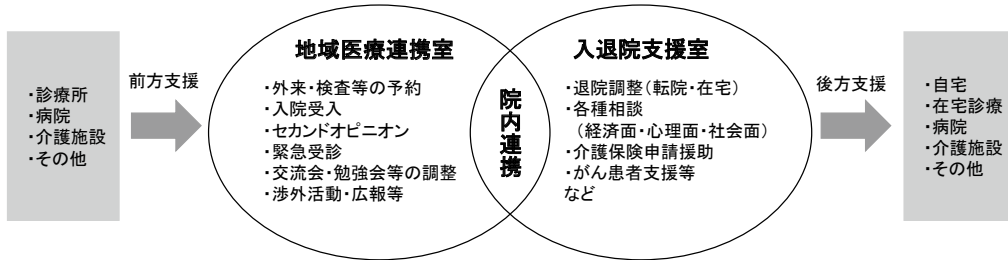 ・診療所
・病院
・介護施設
・その他
前方支援
地域医療連携室
・外来・検査等の予約
・入院受入
・セカンドオピニオン
・緊急受診
・交流会・勉強会等の調整
・渉外活動・広報等
院内連携
入退院支援室
・退院調整(転院・在宅)
・各種相談
(経済面・心理面・社会面)
・介護保険申請援助
・がん患者支援等
など
後方支援
・自宅
・在宅診療
・病院
・介護施設
・その他